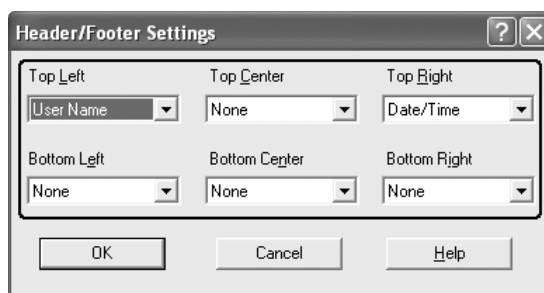 Header/Footer Settings
Top Left Top Center Top Right
User Name None Date/Time
Bottom Left Bottom Center Bottom Right
None None None
OK Cancel Help